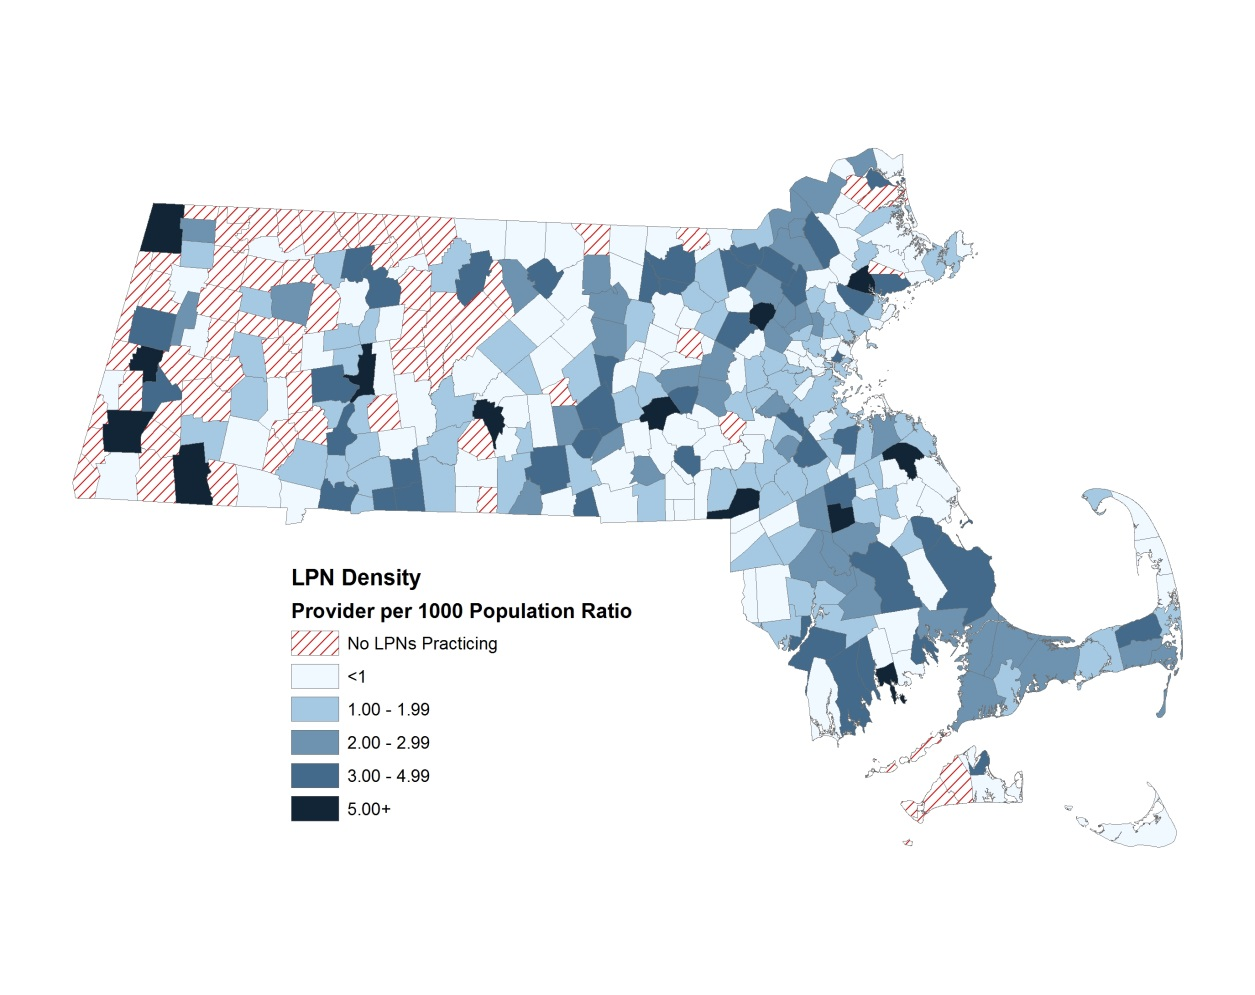 LPN Density
Provider per 1000 Population Ratio
No LPNs Practicing
<1
1.00 - 1.99
2.00 - 2.99
3.00 - 4.99
5.00+